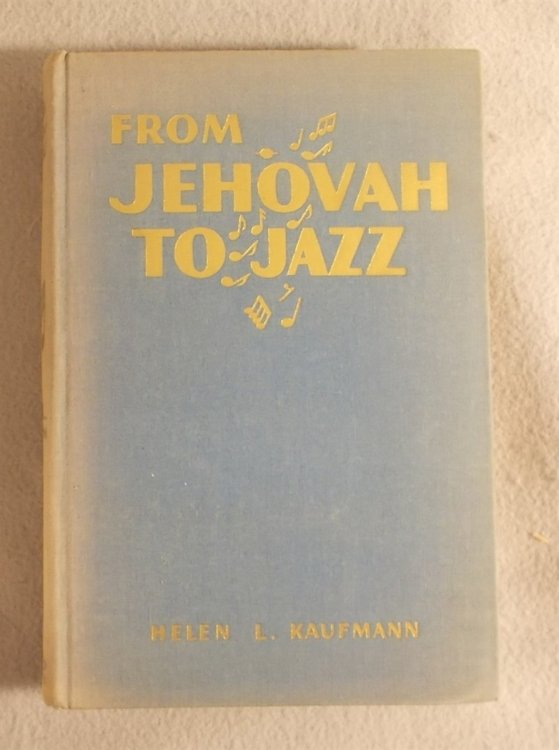 FROM
JEHOVAH
TO JAZZ
HELEN L. KAUFMANN